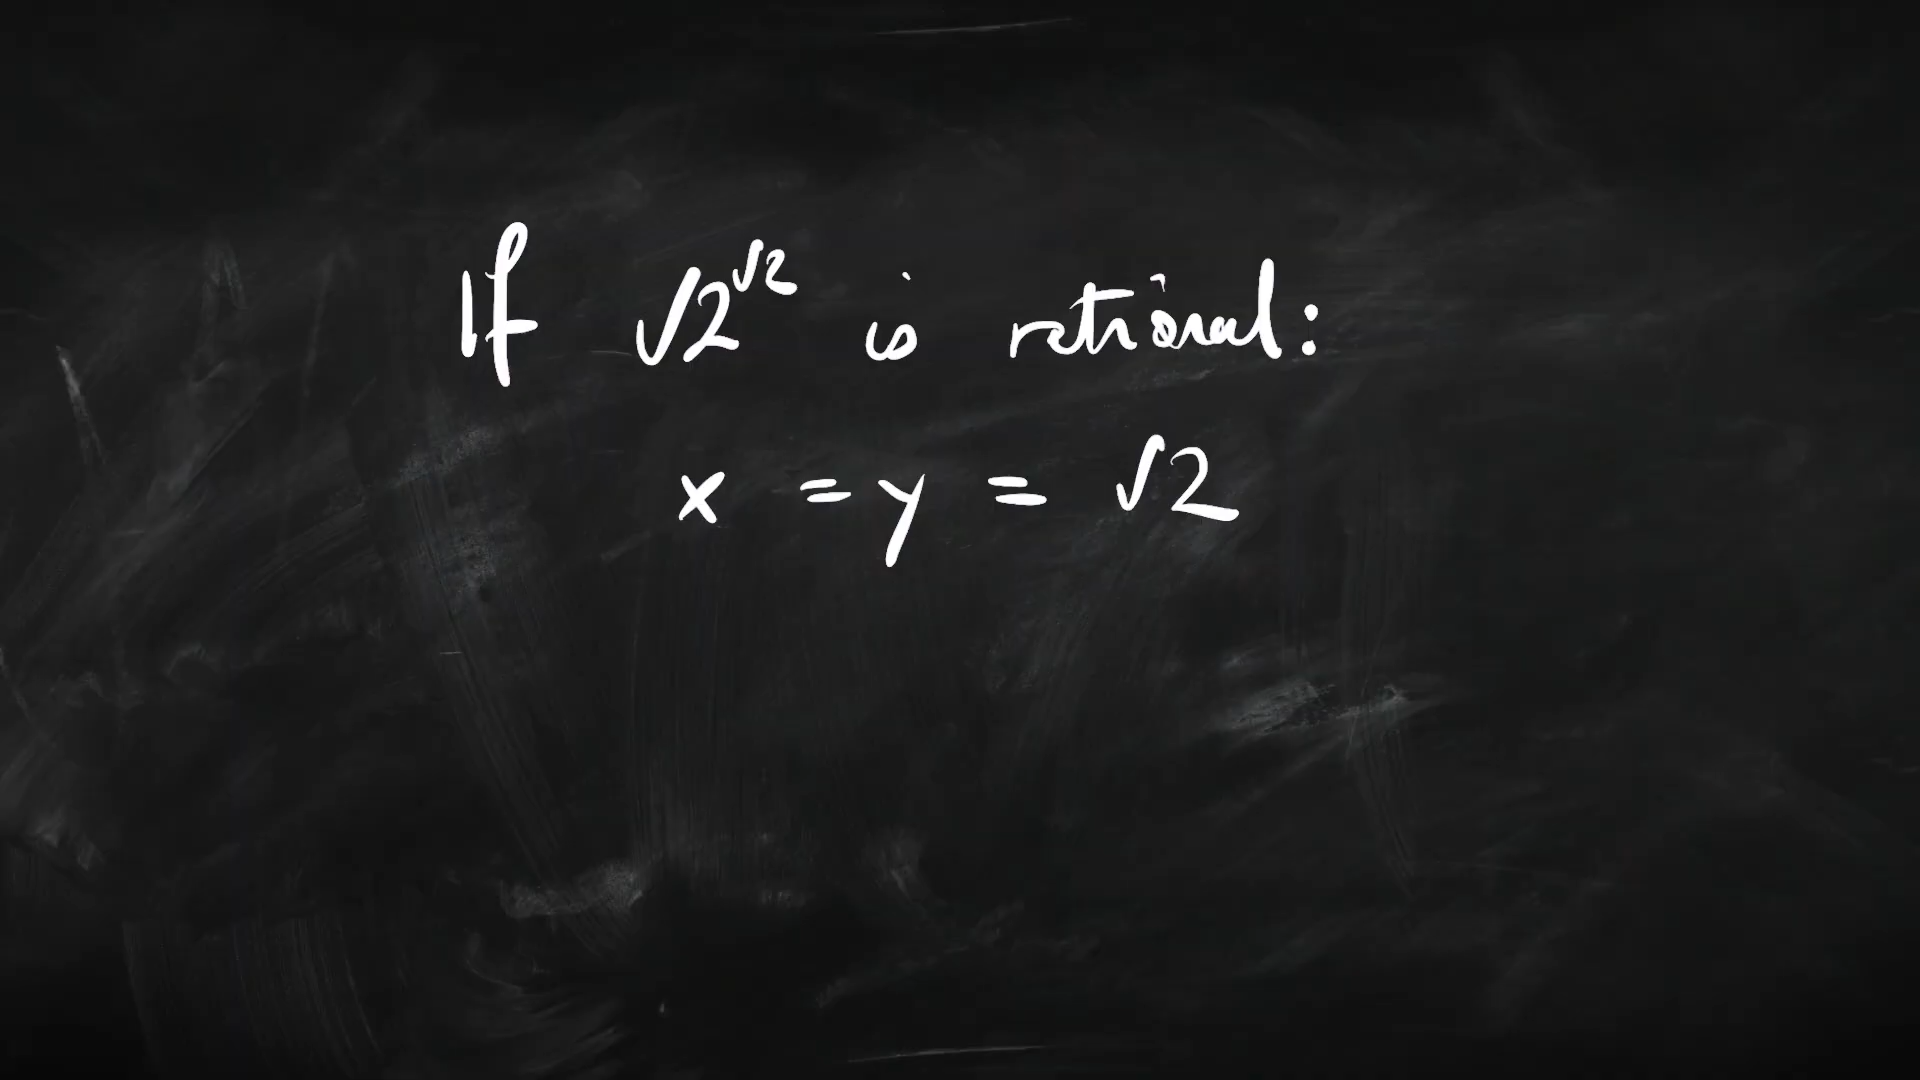 If √2^√2 is rational:
x = y = √2